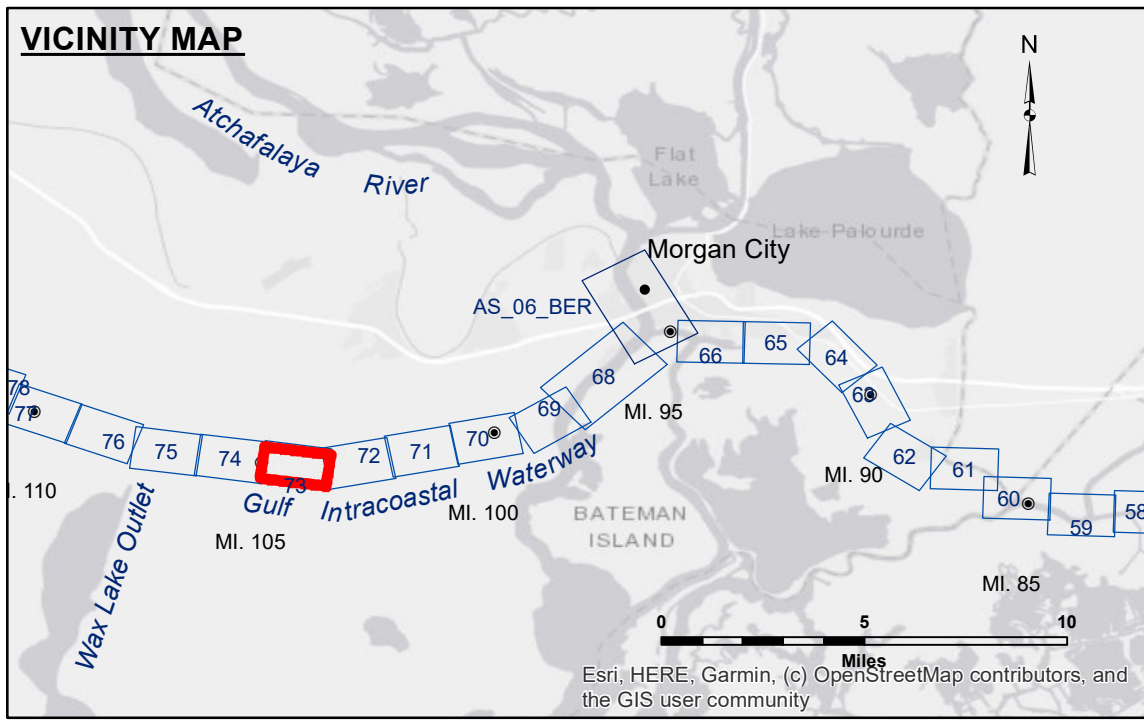 VICINITY MAP
N
Atchafalaya
River
Flat
Lake
Lake Palourde
Morgan City
AS_06_BER
66
65
64
63
68
MI. 95
69
78
77
76
75
74
73
72
71
70
62
61
60
59
58
MI. 90
Gulf
Intracoastal
Waterway
I. 110
MI. 105
MI. 100
BATEMAN
ISLAND
MI. 85
Wax Lake Outlet
0
5
10
Miles
Esri, HERE, Garmin, (c) OpenStreetMap contributors, and
the GIS user community